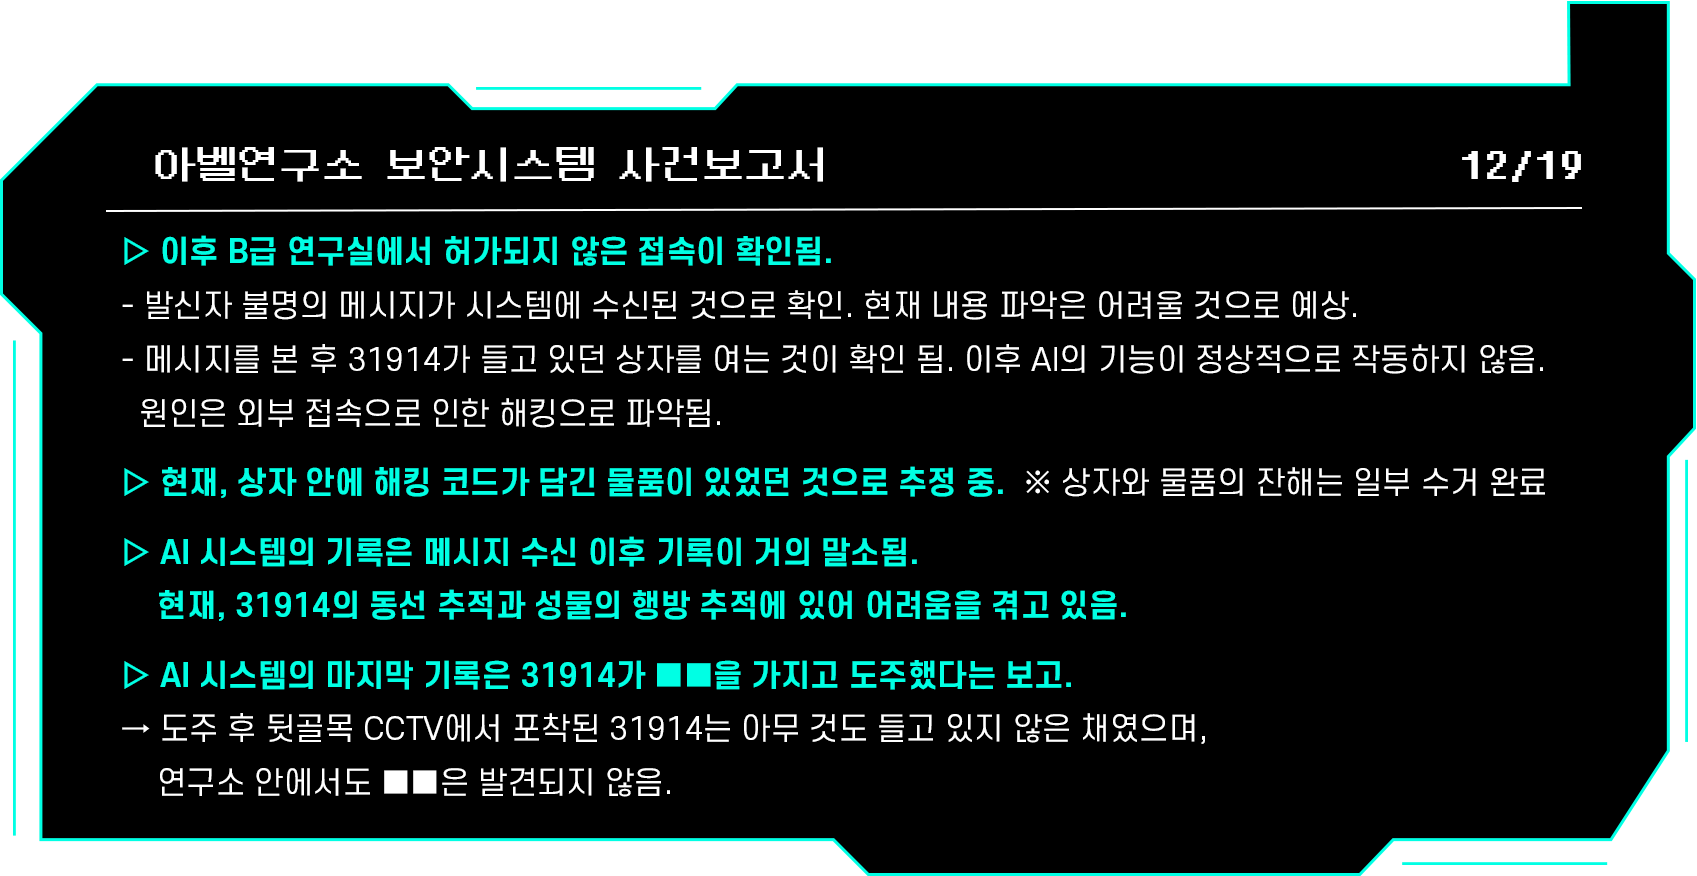 아벨연구소 보안시스템 사건보고서 12/19
▷ 이후 B급 연구실에서 허가되지 않은 접속이 확인됨.
- 발신자 불명의 메시지가 시스템에 수신된 것으로 확인. 현재 내용 파악은 어려울 것으로 예상.
- 메시지를 본 후 31914가 들고 있던 상자를 여는 것이 확인 됨. 이후 AI의 기능이 정상적으로 작동하지 않음.
원인은 외부 접속으로 인한 해킹으로 파악됨.
▷ 현재, 상자 안에 해킹 코드가 담긴 물품이 있었던 것으로 추정 중. ※ 상자와 물품의 잔해는 일부 수거 완료
▷ AI 시스템의 기록은 메시지 수신 이후 기록이 거의 말소됨.
현재, 31914의 동선 추적과 성물의 행방 추적에 있어 어려움을 겪고 있음.
▷ AI 시스템의 마지막 기록은 31914가 ■■을 가지고 도주했다는 보고.
→ 도주 후 뒷골목 CCTV에서 포착된 31914는 아무 것도 들고 있지 않은 채였으며,
연구소 안에서도 ■■은 발견되지 않음.